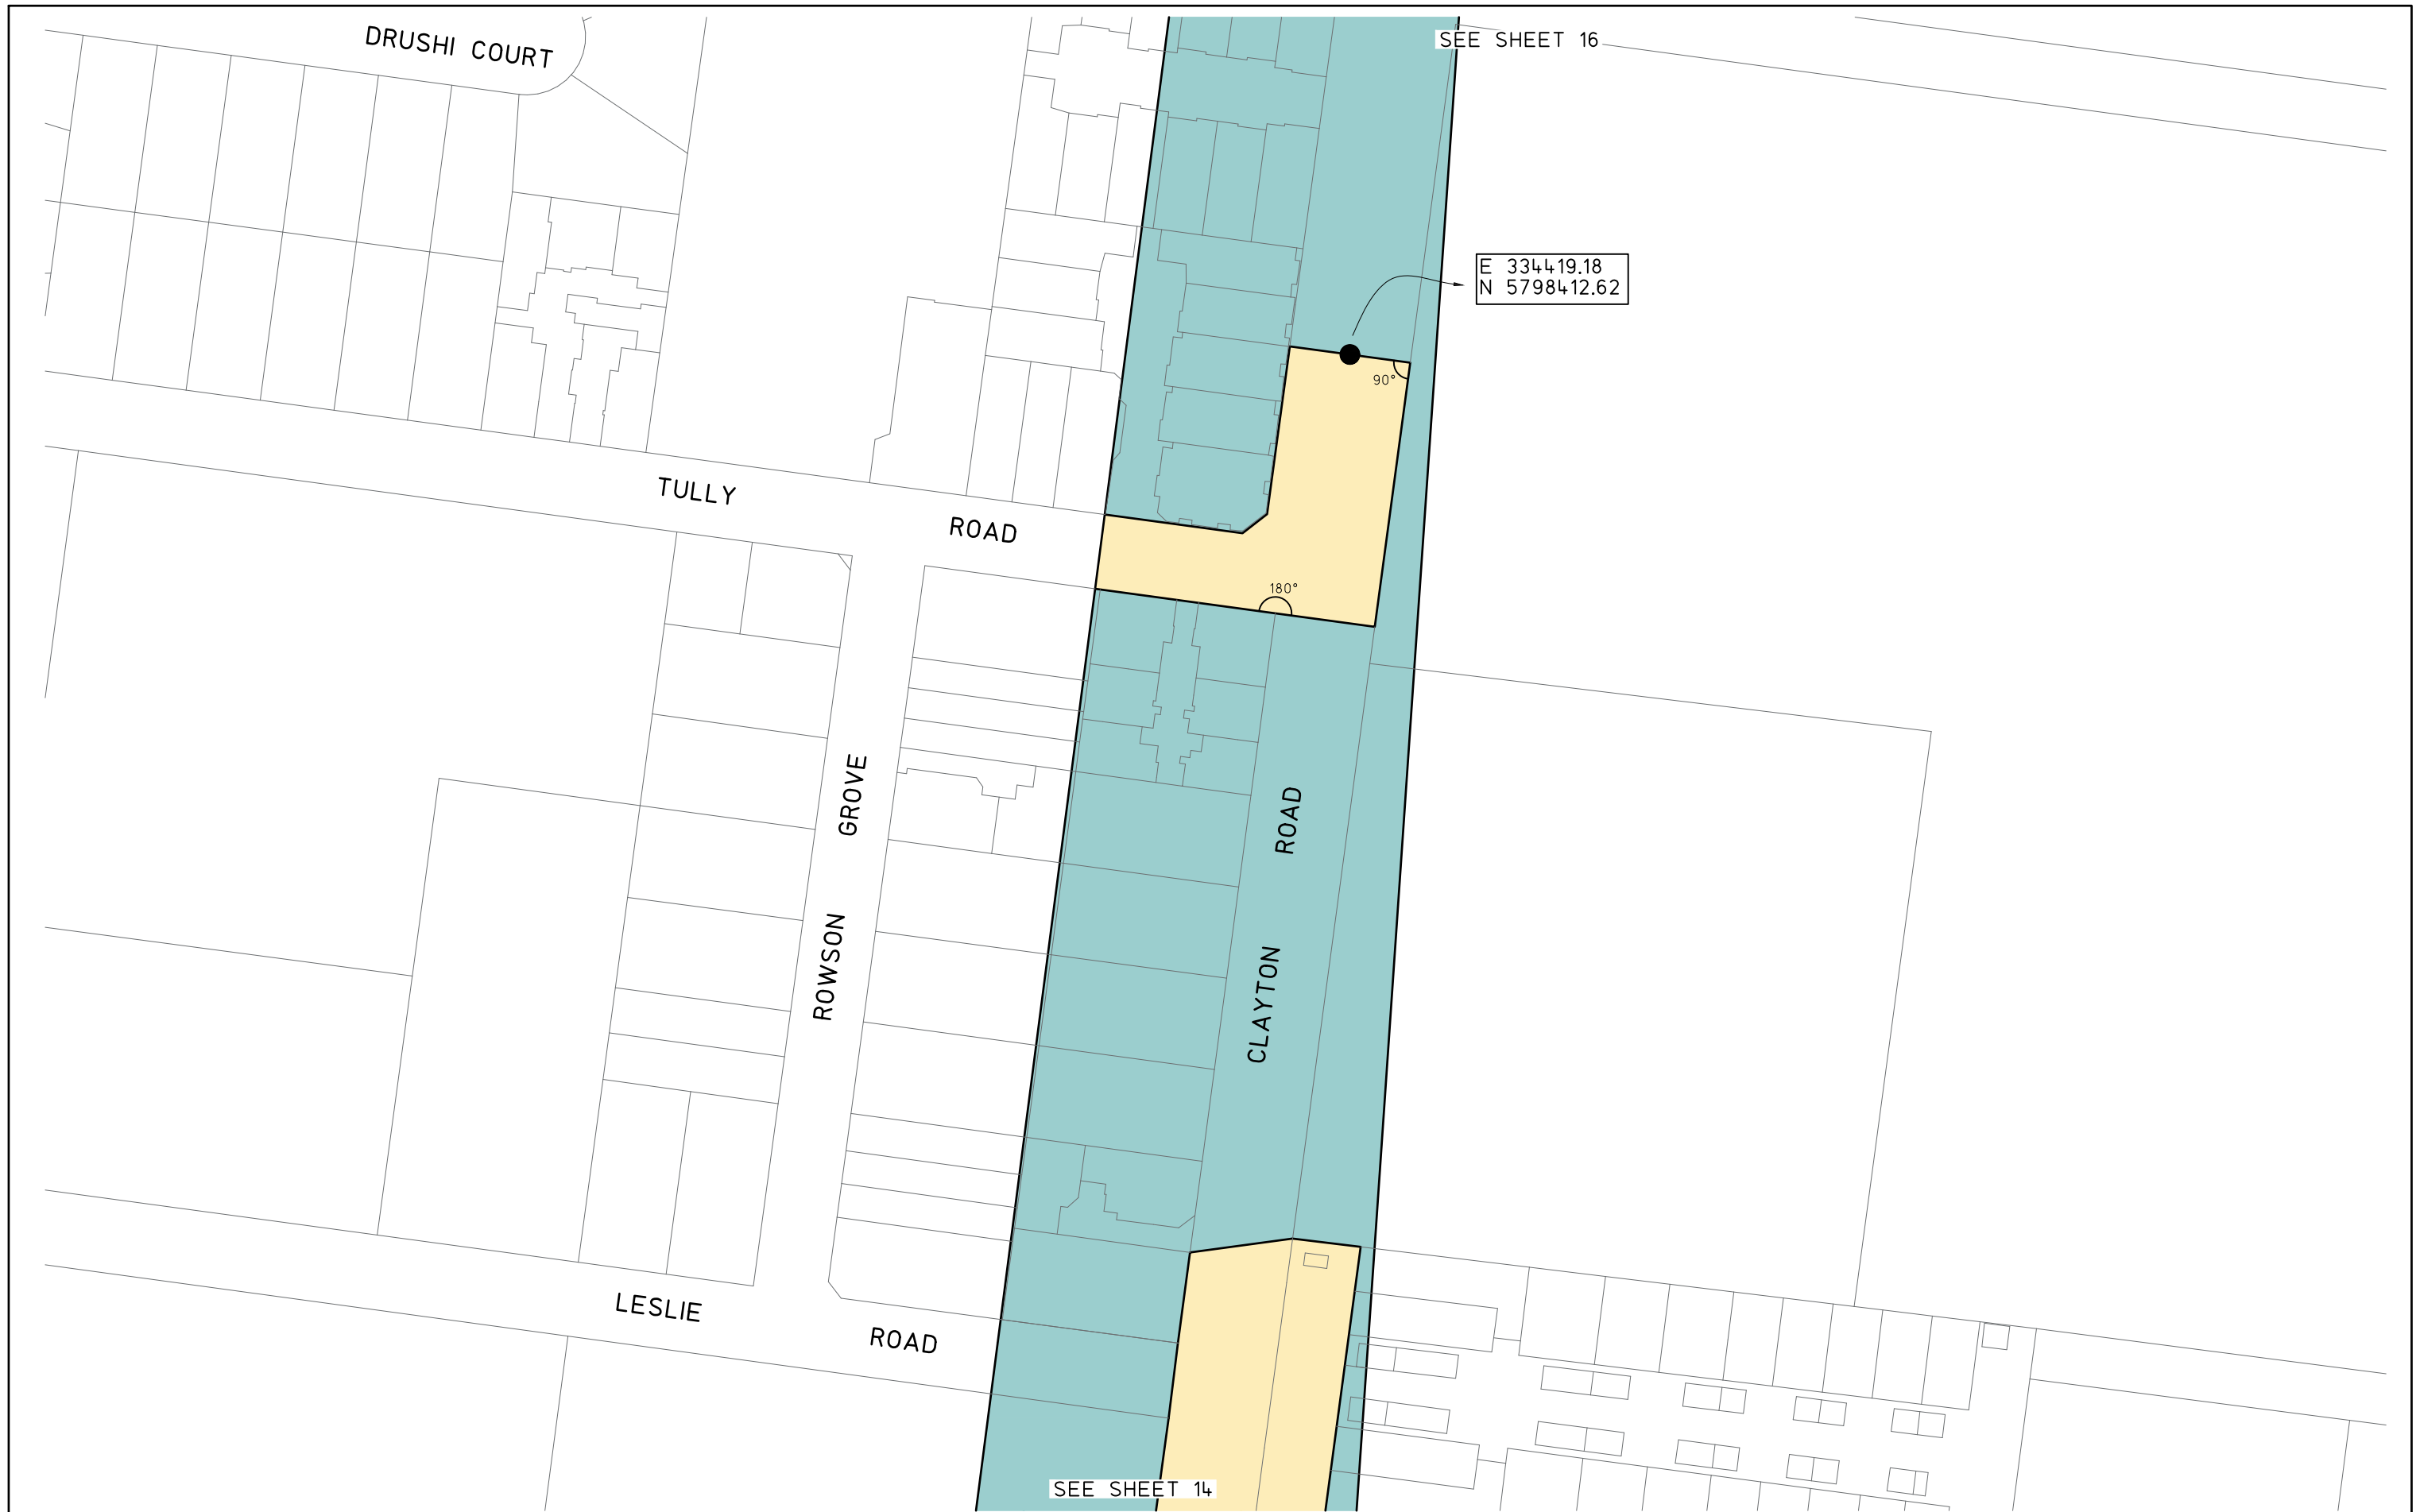 DRUSHI COURT
SEE SHEET 16
E 334419.18
N 5798412.62
90°
TULLY ROAD
180°
ROWSON GROVE
CLAYTON ROAD
LESLIE ROAD
SEE SHEET 14